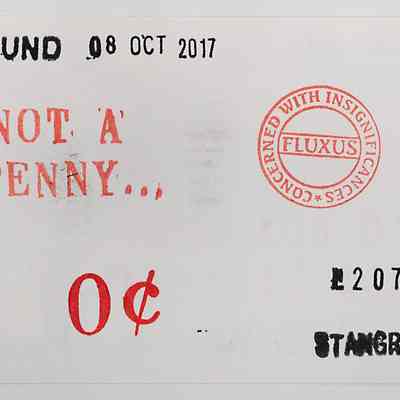 UND 08 OCT 2017
NOT A
PENNY...
CONCERNED WITH INSIGNIFICANCES *
FLUXUS
0¢
£207
STANGR